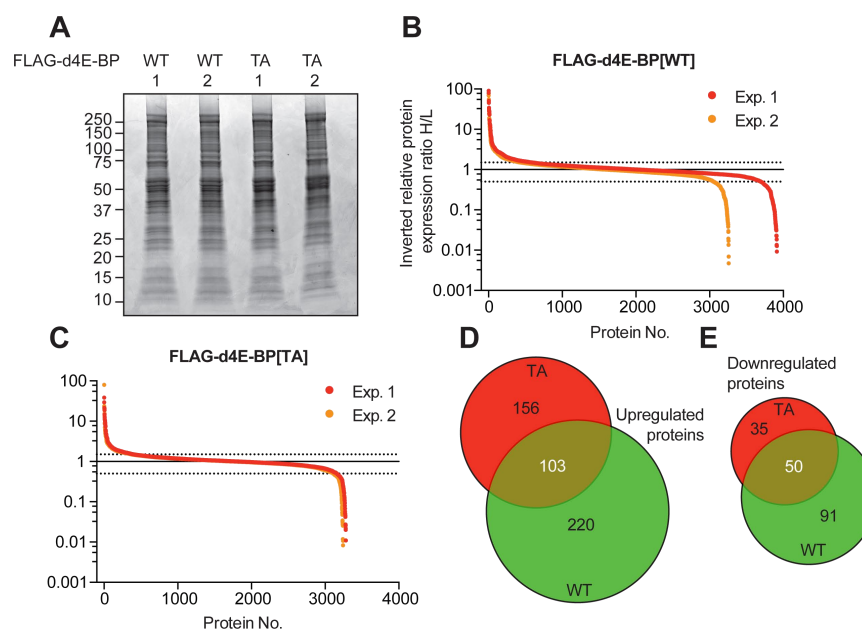 A
FLAG-d4E-BP WT WT TA TA
1 2 1 2
250
150
100
75
50
37
25
20
15
10
B
FLAG-d4E-BP[WT]
Inverted relative protein
expression ratio H/L
100
10
1
0.1
0.01
0.001
Exp. 1
Exp. 2
0 1000 2000 3000 4000
Protein No.
C
FLAG-d4E-BP[TA]
100
10
1
0.1
0.01
0.001
Exp. 1
Exp. 2
0 1000 2000 3000 4000
Protein No.
D
TA
156
Upregulated
proteins
103
220
WT
E
Downregulated
proteins
TA
35
50
91
WT